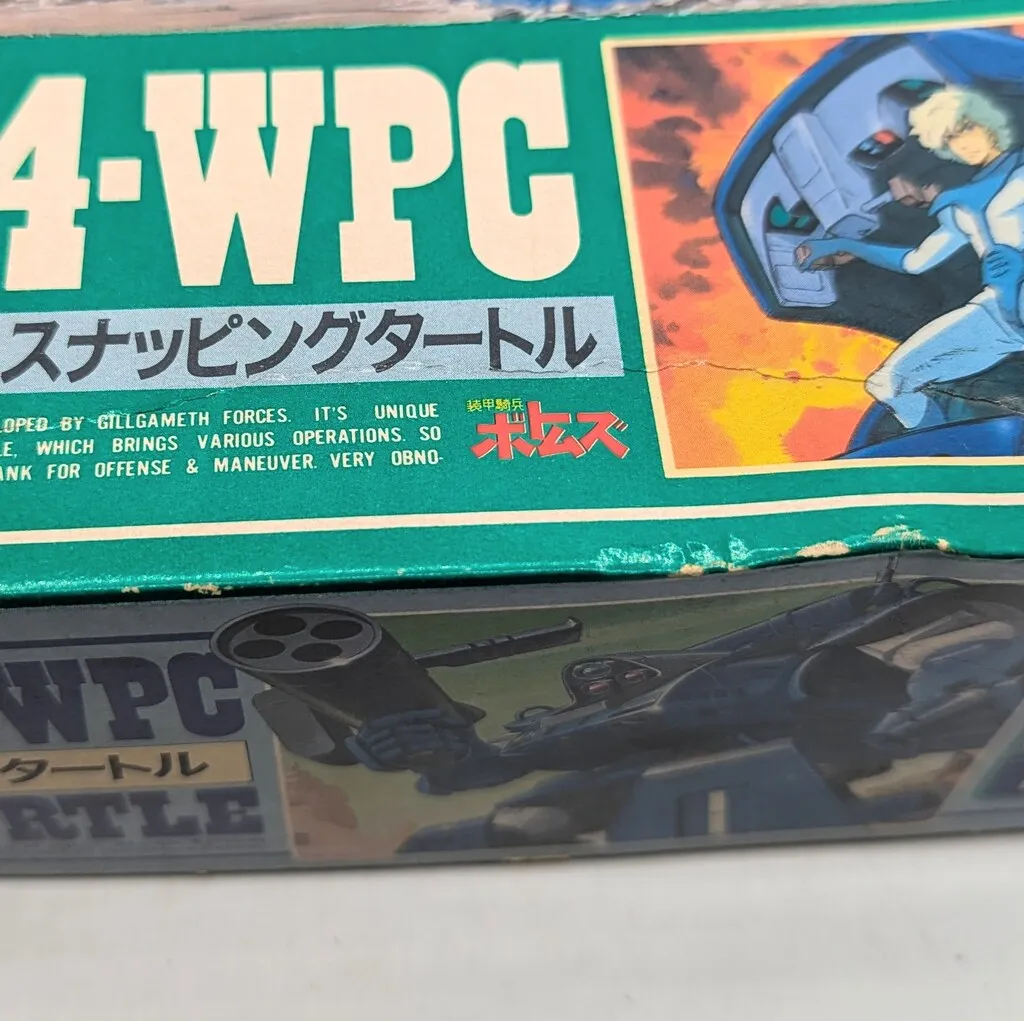 4-WPC
スナッピングタートル
LOPED BY GILLGAMETH FORCES. IT'S UNIQUE
LE, WHICH BRINGS VARIOUS OPERATIONS. SO
ANK FOR OFFENSE & MANEUVER. VERY OBNO-
装甲騎兵
ボトムズ
WPC
タートル
RTLE